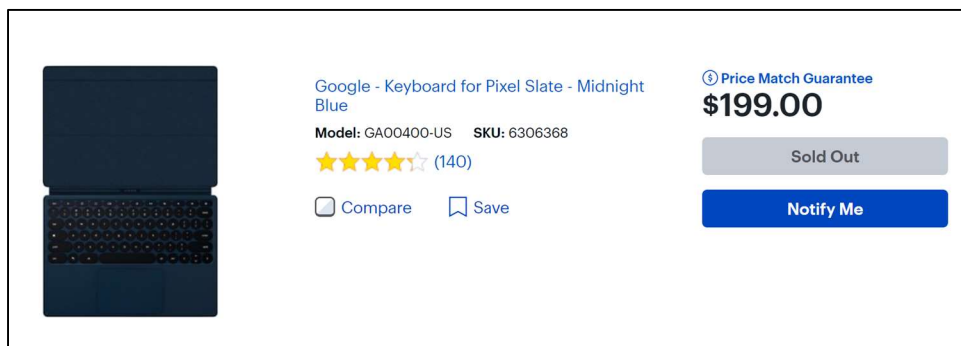 Google - Keyboard for Pixel Slate - Midnight
Blue
Model: GA00400-US SKU: 6306368
(140)
Compare Save
Price Match Guarantee
$199.00
Sold Out
Notify Me